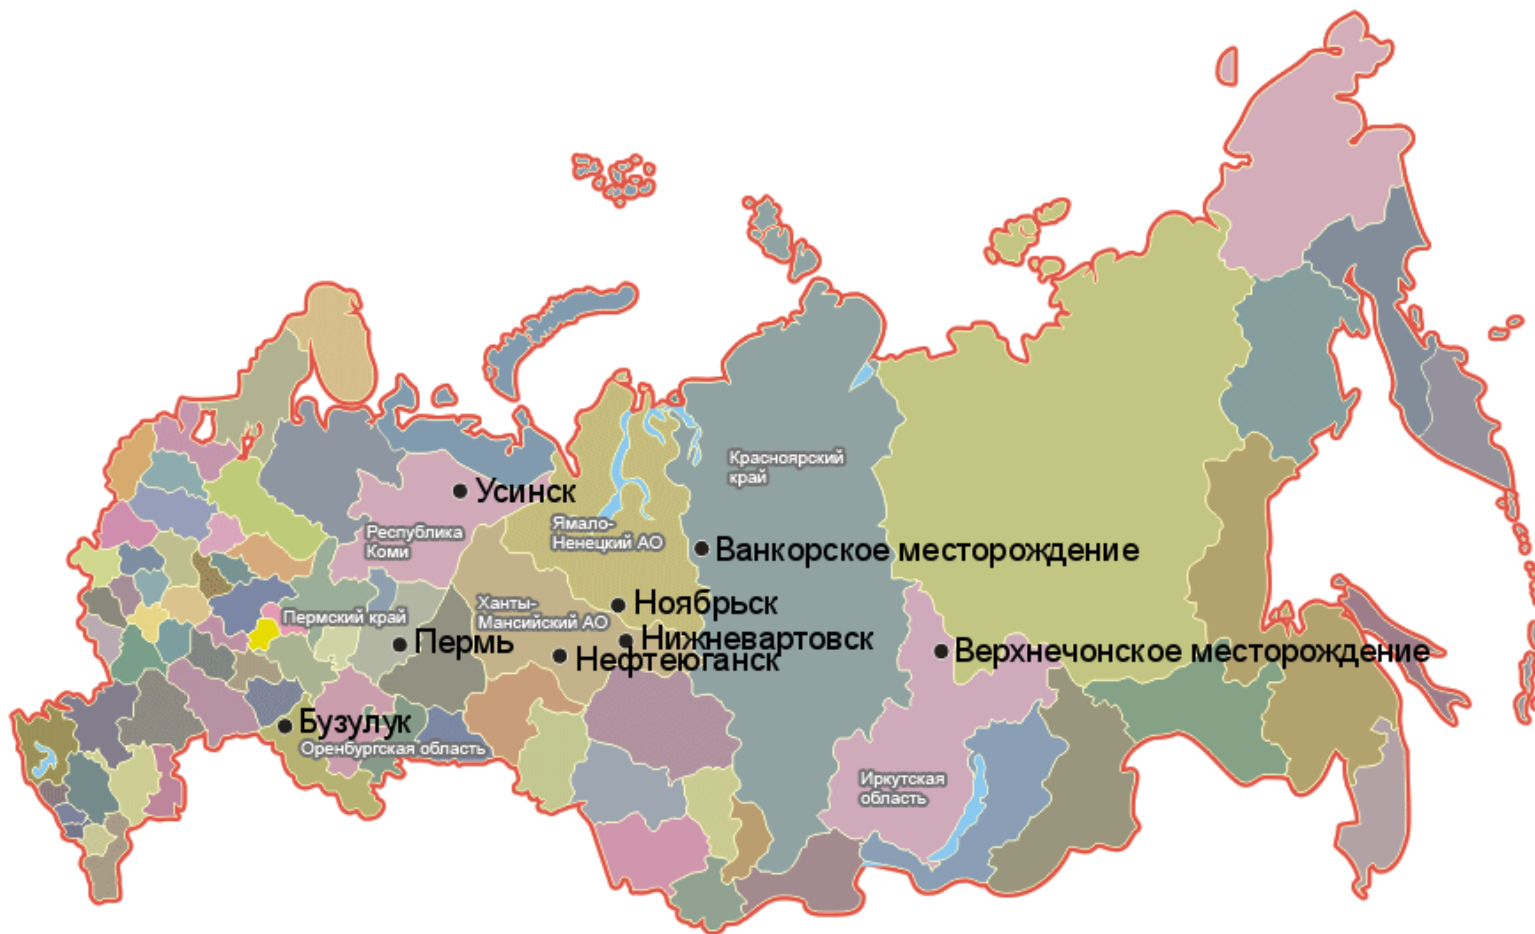 Красноярский
край
Усинск
Республика
Коми
Ямало-
Ненецкий АО
Ванкорское месторождение
Ханты-
Мансийский АО
Ноябрьск
Пермский край
Пермь
Нижневартовск
Нефтеюганск
Верхнечонское месторождение
Бузулук
Оренбургская область
Иркутская
область